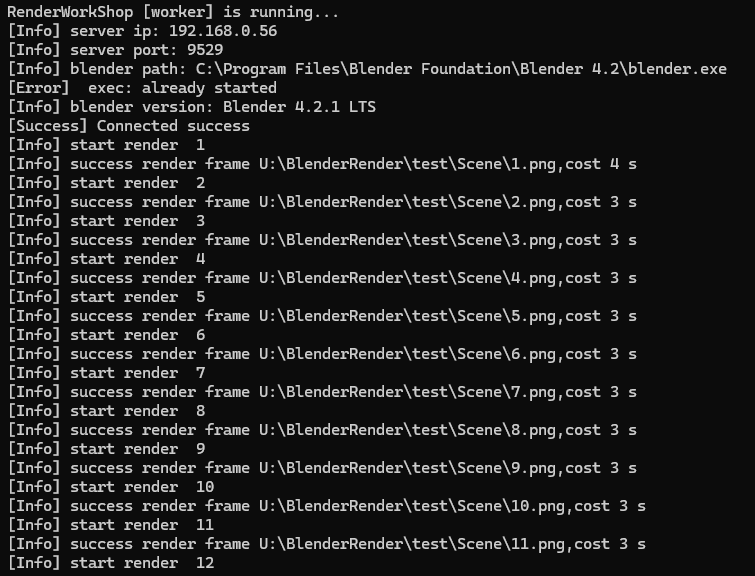 RenderWorkShop [worker] is running...
[Info] server ip: 192.168.0.56
[Info] server port: 9529
[Info] blender path: C:\Program Files\Blender Foundation\Blender 4.2\blender.exe
[Error]  exec: already started
[Info] blender version: Blender 4.2.1 LTS
[Success] Connected success
[Info] start render  1
[Info] success render frame U:\BlenderRender\test\Scene\1.png,cost 4 s
[Info] start render  2
[Info] success render frame U:\BlenderRender\test\Scene\2.png,cost 3 s
[Info] start render  3
[Info] success render frame U:\BlenderRender\test\Scene\3.png,cost 3 s
[Info] start render  4
[Info] success render frame U:\BlenderRender\test\Scene\4.png,cost 3 s
[Info] start render  5
[Info] success render frame U:\BlenderRender\test\Scene\5.png,cost 3 s
[Info] start render  6
[Info] success render frame U:\BlenderRender\test\Scene\6.png,cost 3 s
[Info] start render  7
[Info] success render frame U:\BlenderRender\test\Scene\7.png,cost 3 s
[Info] start render  8
[Info] success render frame U:\BlenderRender\test\Scene\8.png,cost 3 s
[Info] start render  9
[Info] success render frame U:\BlenderRender\test\Scene\9.png,cost 3 s
[Info] start render  10
[Info] success render frame U:\BlenderRender\test\Scene\10.png,cost 3 s
[Info] start render  11
[Info] success render frame U:\BlenderRender\test\Scene\11.png,cost 3 s
[Info] start render  12